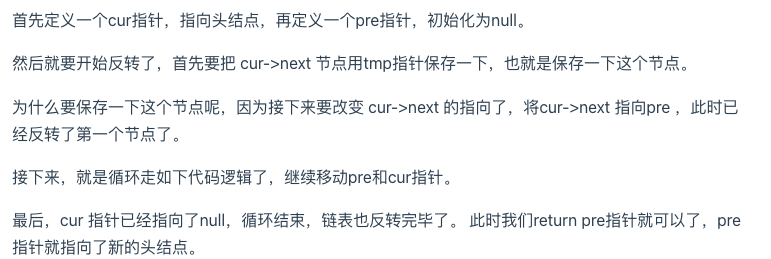 首先定义一个cur指针，指向头结点，再定义一个pre指针，初始化为null。
然后就要开始反转了，首先要把 cur->next 节点用tmp指针保存一下，也就是保存一下这个节点。
为什么要保存一下这个节点呢，因为接下来要改变 cur->next 的指向了，将cur->next 指向pre ，此时已
经反转了第一个节点了。
接下来，就是循环走如下代码逻辑了，继续移动pre和cur指针。
最后，cur 指针已经指向了null，循环结束，链表也反转完毕了。 此时我们return pre指针就可以了，pre
指针就指向了新的头结点。